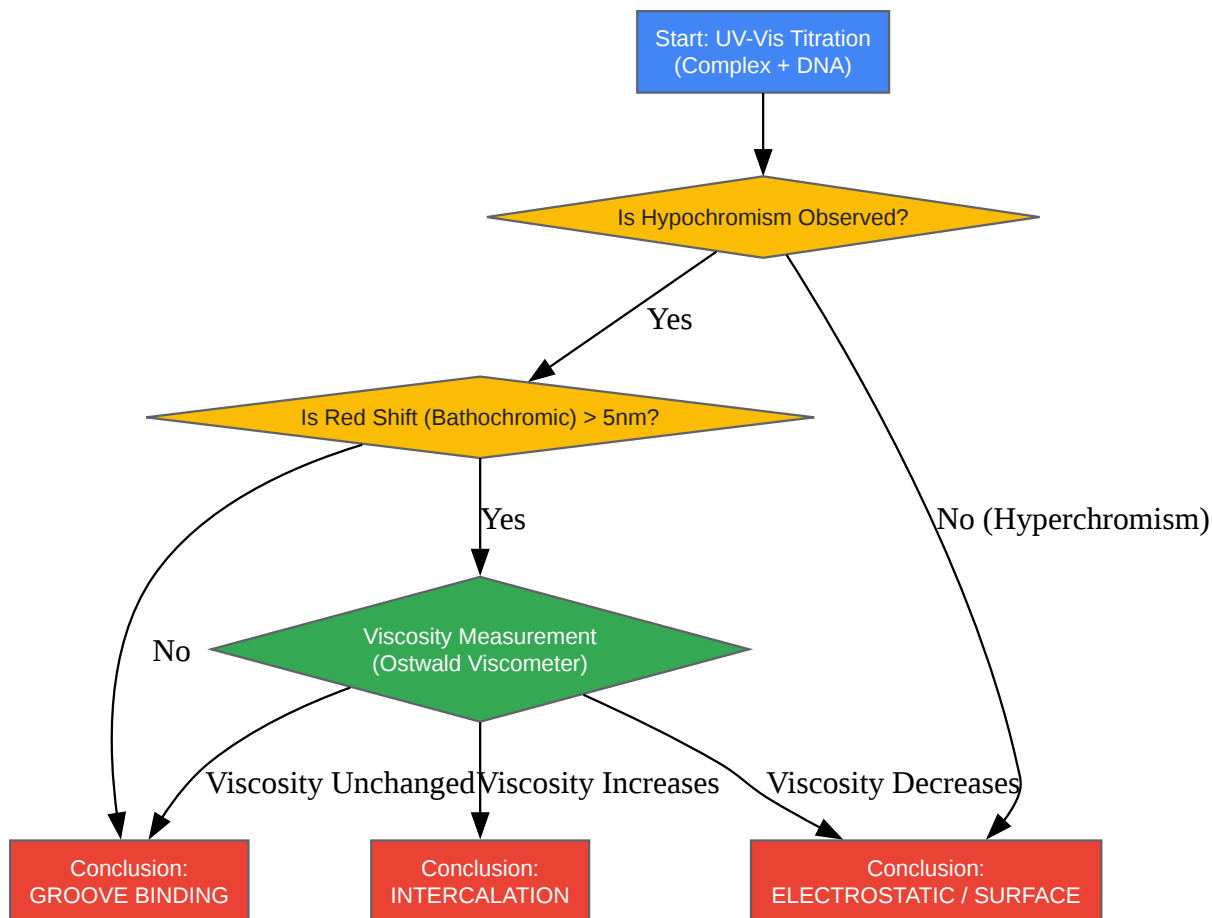 Start: UV-Vis Titration
(Complex + DNA)
Is Hypochromism Observed?
Yes
Is Red Shift (Bathochromic) > 5nm?
No (Hyperchromism)
Yes
Viscosity Measurement
(Ostwald Viscometer)
No
Viscosity Unchanged
Viscosity Increases
Viscosity Decreases
Conclusion:
GROOVE BINDING
Conclusion:
INTERCALATION
Conclusion:
ELECTROSTATIC / SURFACE